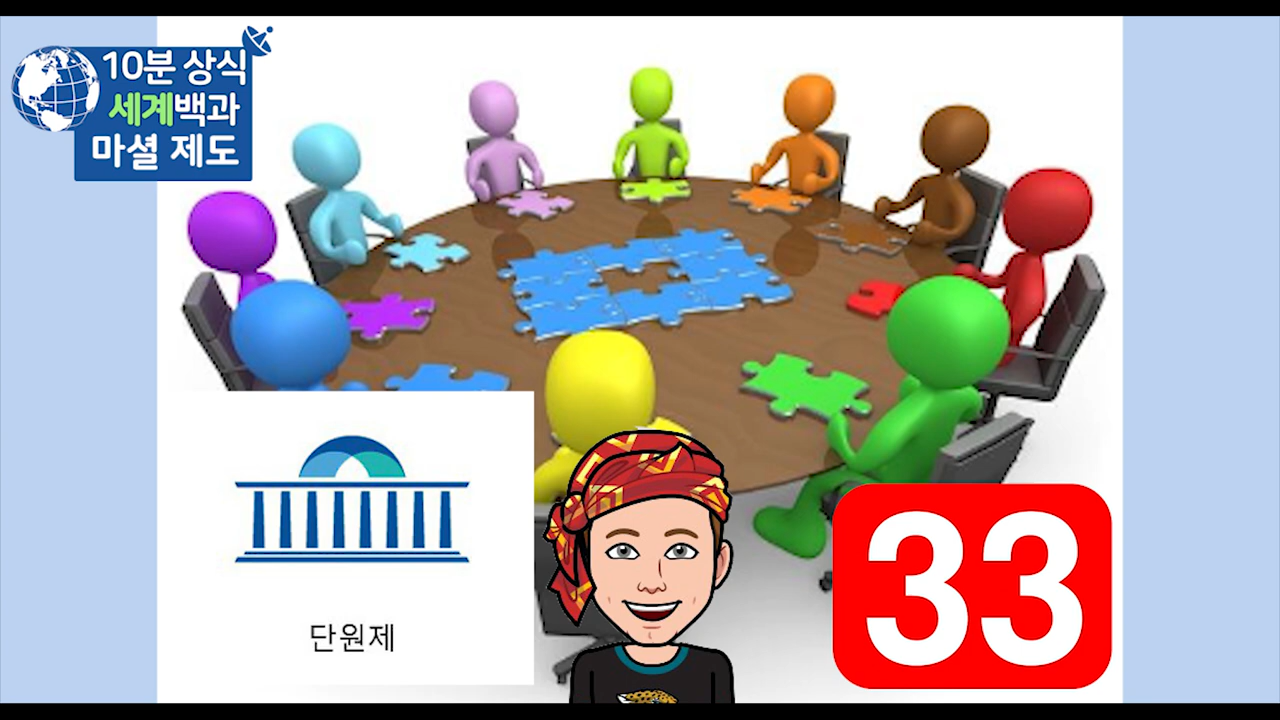 10분 상식
세계백과
마셜 제도
단원제
33